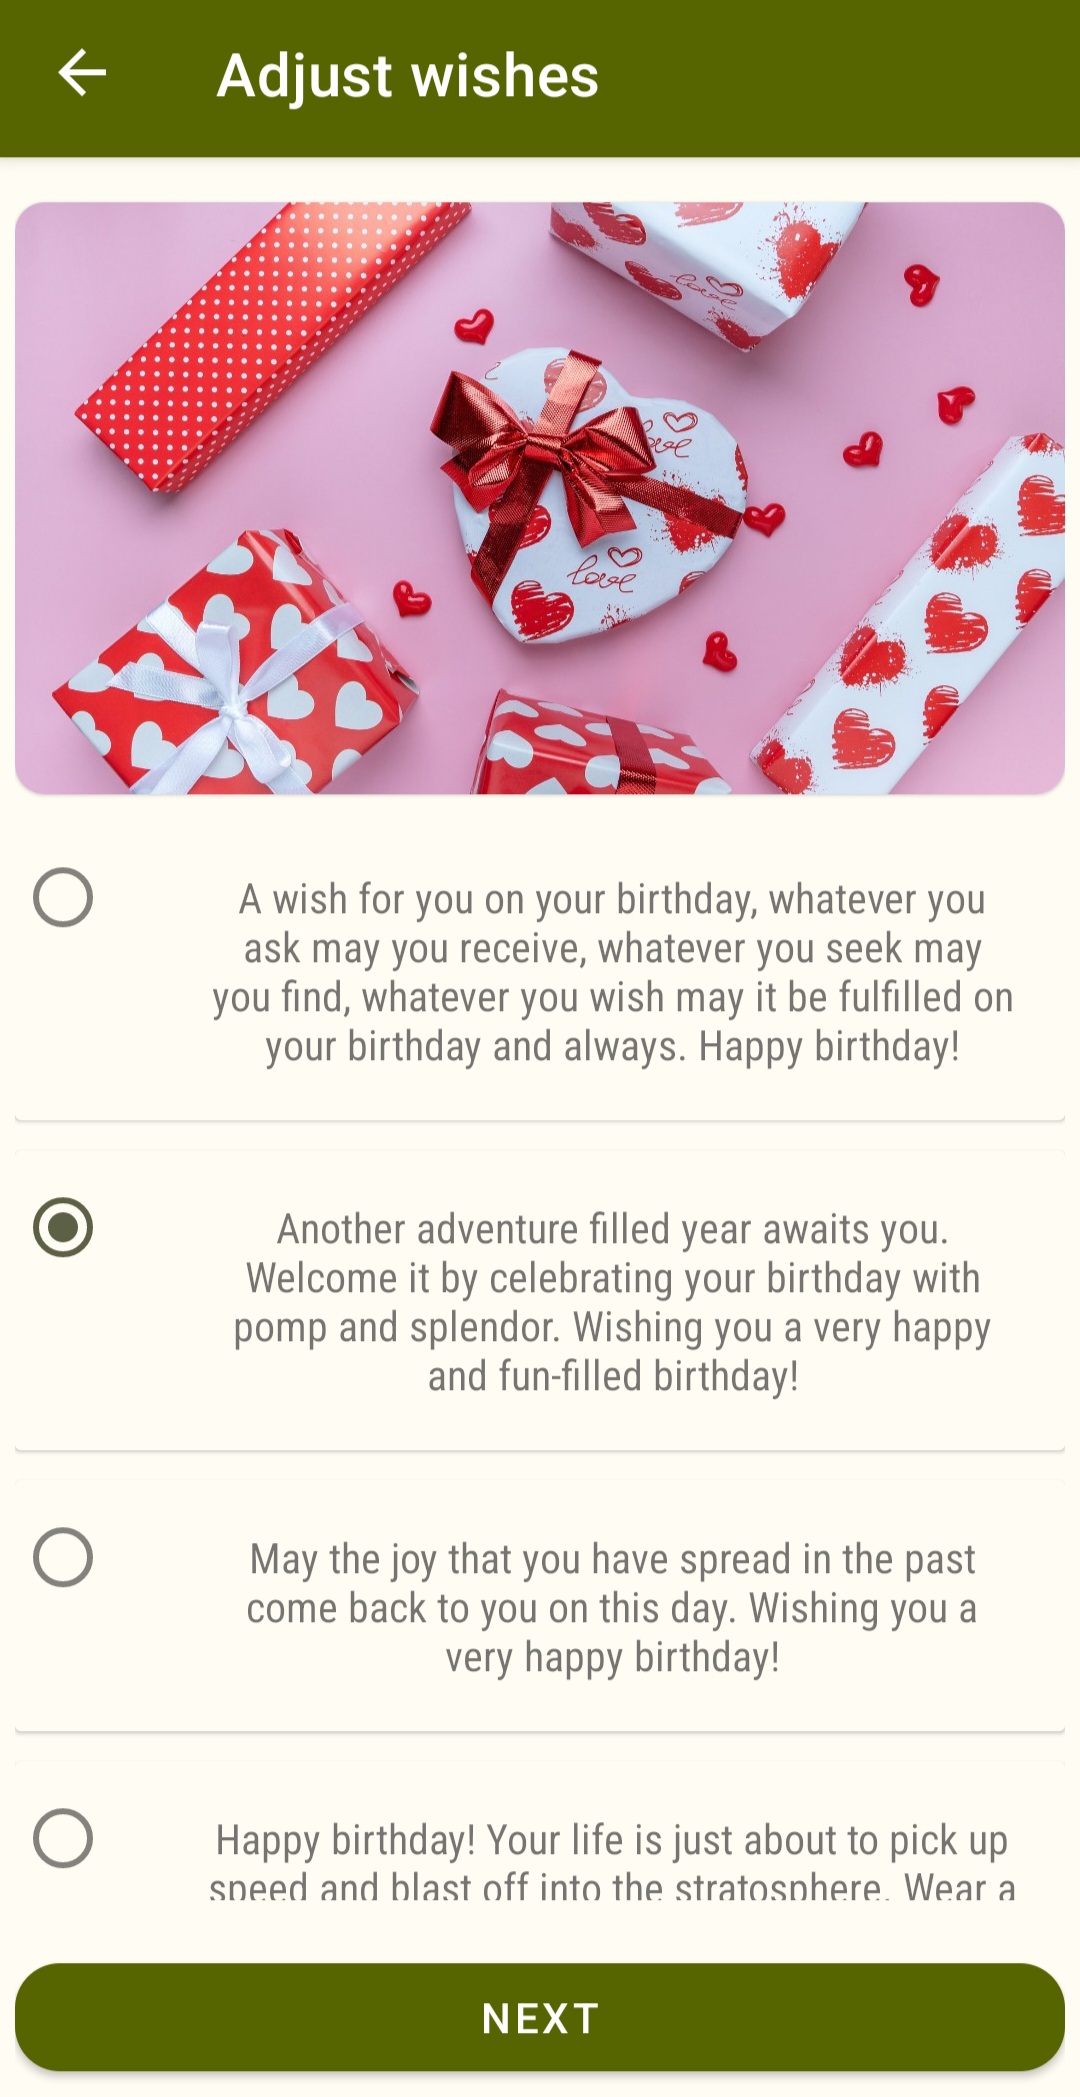 Adjust wishes
love
love
love
A wish for you on your birthday, whatever you
ask may you receive, whatever you seek may
you find, whatever you wish may it be fulfilled on
your birthday and always. Happy birthday!
Another adventure filled year awaits you.
Welcome it by celebrating your birthday with
pomp and splendor. Wishing you a very happy
and fun-filled birthday!
May the joy that you have spread in the past
come back to you on this day. Wishing you a
very happy birthday!
Happy birthday! Your life is just about to pick up
speed and blast off into the stratosphere. Wear a
NEXT